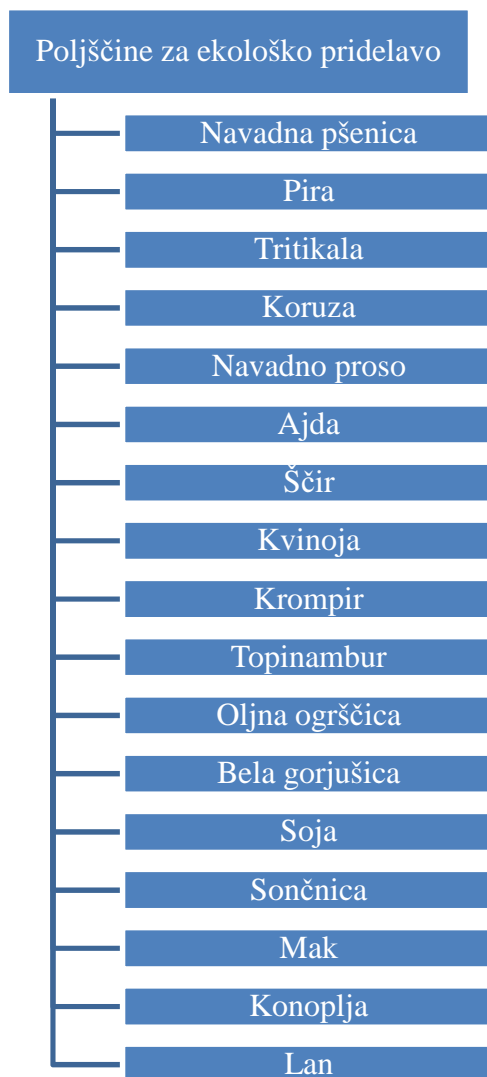 Poljščine za ekološko pridelavo
Navadna pšenica
Pira
Tritikala
Koruza
Navadno proso
Ajda
Ščir
Kvinoja
Krompir
Topinambur
Oljna ogrščica
Bela gorjušica
Soja
Sončnica
Mak
Konoplja
Lan